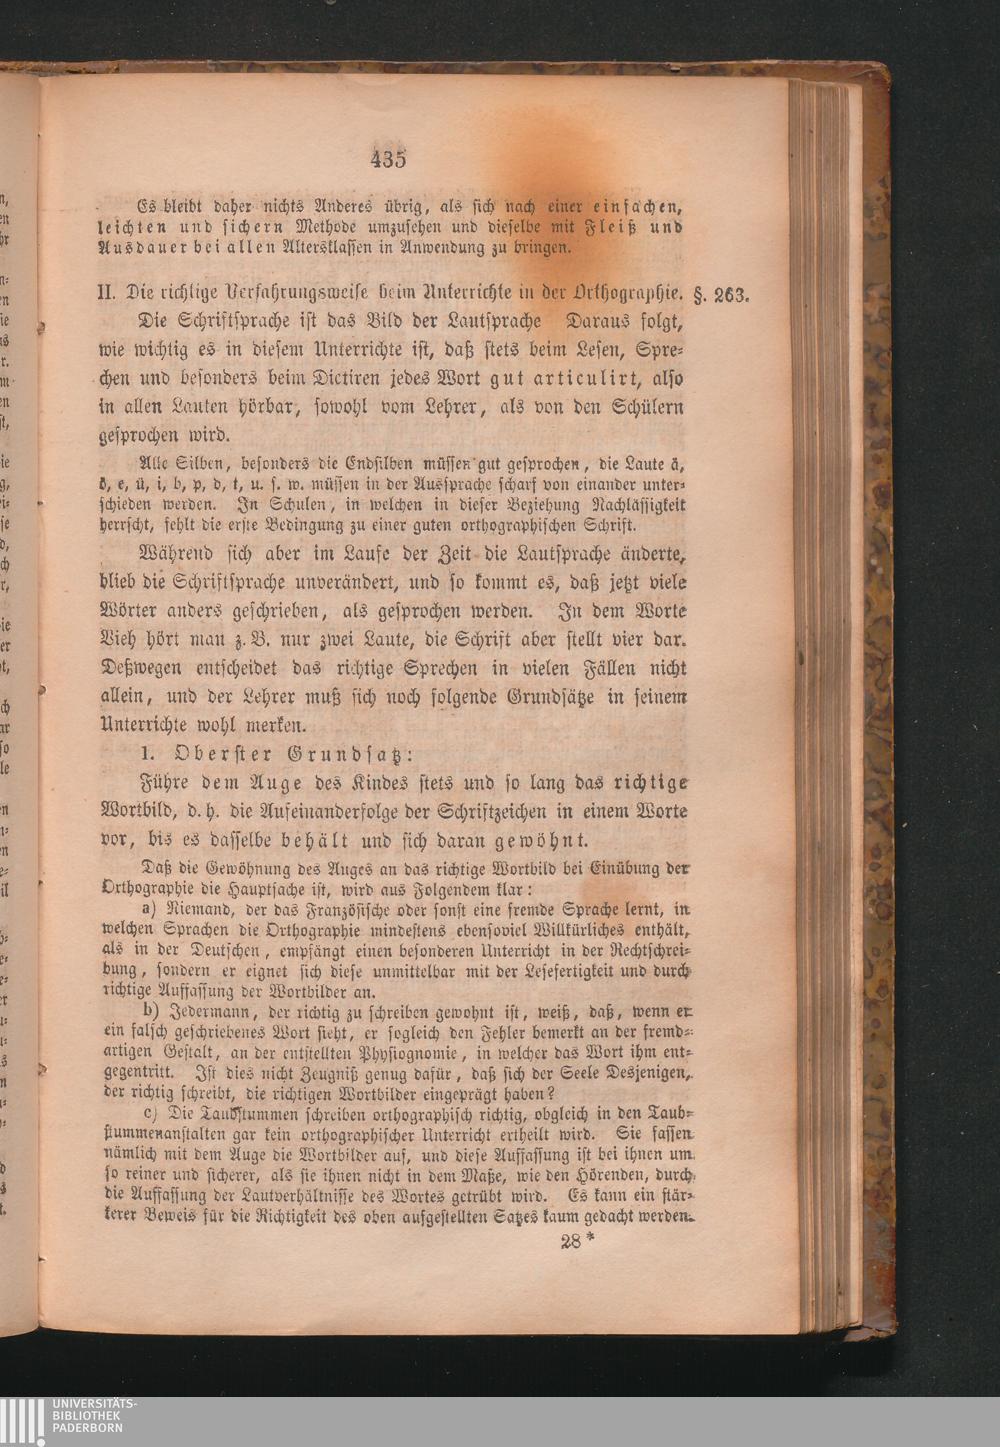 435
Es bleibt daher nichts Anderes übrig, als sich nach einer einfachen,
leichten und sichern Methode umzusehen und dieselbe mit Fleiß und
Ausdauer bei allen Altersklassen in Anwendung zu bringen.
II. Die richtige Verfahrungsweise beim Unterrichte in der Orthographie. §. 263.
Die Schriftsprache ist das Bild der Lautsprache Daraus folgt,
wie wichtig es in diesem Unterrichte ist, daß stets beim Lesen, Spre-
chen und besonders beim Dictiren jedes Wort gut articulirt, also
in allen Lauten hörbar, sowohl vom Lehrer, als von den Schülern
gesprochen wird.
Alle Silben, besonders die Endsilben müssen gut gesprochen, die Laute ä,
ö, e, ü, i, b, p, d, t, u. s. w. müssen in der Aussprache scharf von einander unter-
schieden werden. In Schulen, in welchen in dieser Beziehung Nachlässigkeit
herrscht, fehlt die erste Bedingung zu einer guten orthographischen Schrift.
Während sich aber im Laufe der Zeit die Lautsprache änderte,
blieb die Schriftsprache unverändert, und so kommt es, daß jetzt viele
Wörter anders geschrieben, als gesprochen werden. In dem Worte
Vieh hört man z. B. nur zwei Laute, die Schrift aber stellt vier dar.
Deßwegen entscheidet das richtige Sprechen in vielen Fällen nicht
allein, und der Lehrer muß sich noch folgende Grundsätze in seinem
Unterrichte wohl merken.
1. Oberster Grundsatz:
Führe dem Auge des Kindes stets und so lang das richtige
Wortbild, d. h. die Aufeinanderfolge der Schriftzeichen in einem Worte
vor, bis es dasselbe behält und sich daran gewöhnt.
Daß die Gewöhnung des Auges an das richtige Wortbild bei Einübung der
Orthographie die Hauptsache ist, wird aus Folgendem klar:
a) Niemand, der das Französische oder sonst eine fremde Sprache lernt, in
welchen Sprachen die Orthographie mindestens ebensoviel Willkürliches enthält,
als in der Deutschen, empfängt einen besonderen Unterricht in der Rechtschrei-
bung, sondern er eignet sich diese unmittelbar mit der Lesefertigkeit und durch
richtige Auffassung der Wortbilder an.
b) Jedermann, der richtig zu schreiben gewohnt ist, weiß, daß, wenn er
ein falsch geschriebenes Wort sieht, er sogleich den Fehler bemerkt an der fremd-
artigen Gestalt, an der entstellten Physiognomie, in welcher das Wort ihm ent-
gegentritt. Ist dies nicht Zeugniß genug dafür, daß sich der Seele Desjenigen,
der richtig schreibt, die richtigen Wortbilder eingeprägt haben?
c) Die Taubstummen schreiben orthographisch richtig, obgleich in den Taub-
stummenanstalten gar kein orthographischer Unterricht ertheilt wird. Sie fassen
nämlich mit dem Auge die Wortbilder auf, und diese Auffassung ist bei ihnen um
so reiner und sicherer, als sie ihnen nicht in dem Maße, wie den Hörenden, durch
die Auffassung der Lautverhältnisse des Wortes getrübt wird. Es kann ein stär-
kerer Beweis für die Richtigkeit des oben aufgestellten Satzes kaum gedacht werden.
28*
UNIVERSITÄTS-
BIBLIOTHEK
PADERBORN